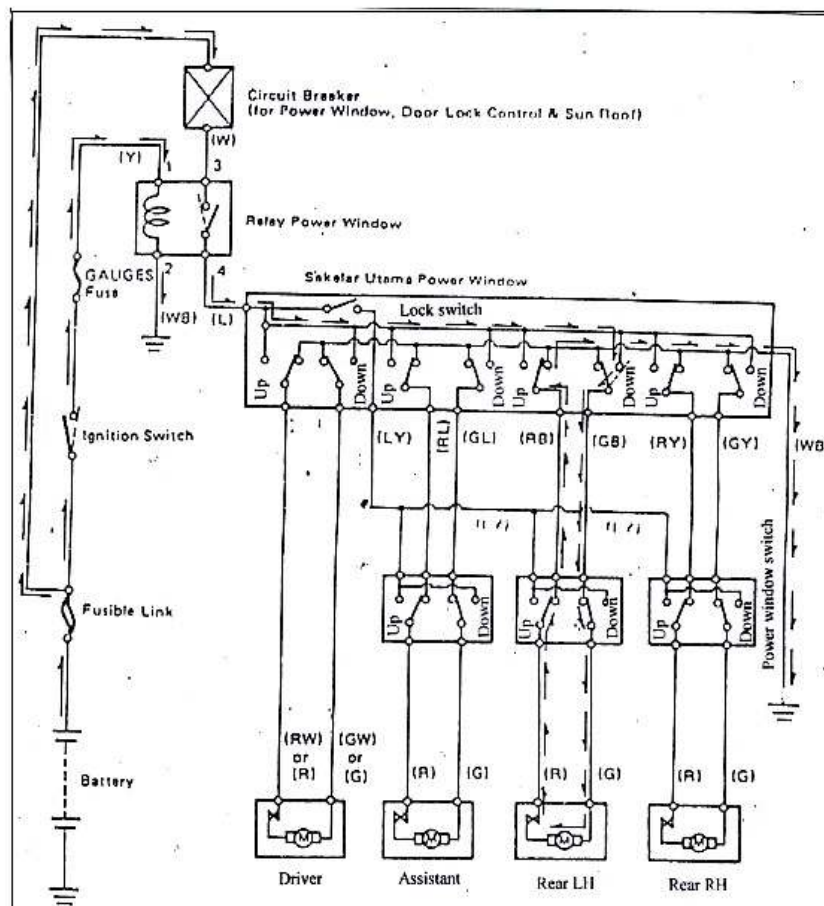 Circuit Breaker
(for Power Window, Door Lock Control & Sun Roof)
(W)
(Y)
1
3
Relay Power Window
2
4
GAUGES
Fuse
(WB)
(L)
Sakelar Utama Power Window
Lock switch
Up
Down
Up
Down
Up
Down
Up
Down
Ignition Switch
(LY)
(RL)
(GL)
(RB)
(GB)
(RY)
(GY)
(WB
(LY)
(LY)
Power window switch
Fusible Link
Up
Down
Up
Down
Up
Down
Battery
(RW)
or
(R)
(GW)
or
(G)
(R)
(G)
(R)
(G)
(R)
(G)
M
M
M
M
Driver
Assistant
Rear LH
Rear RH